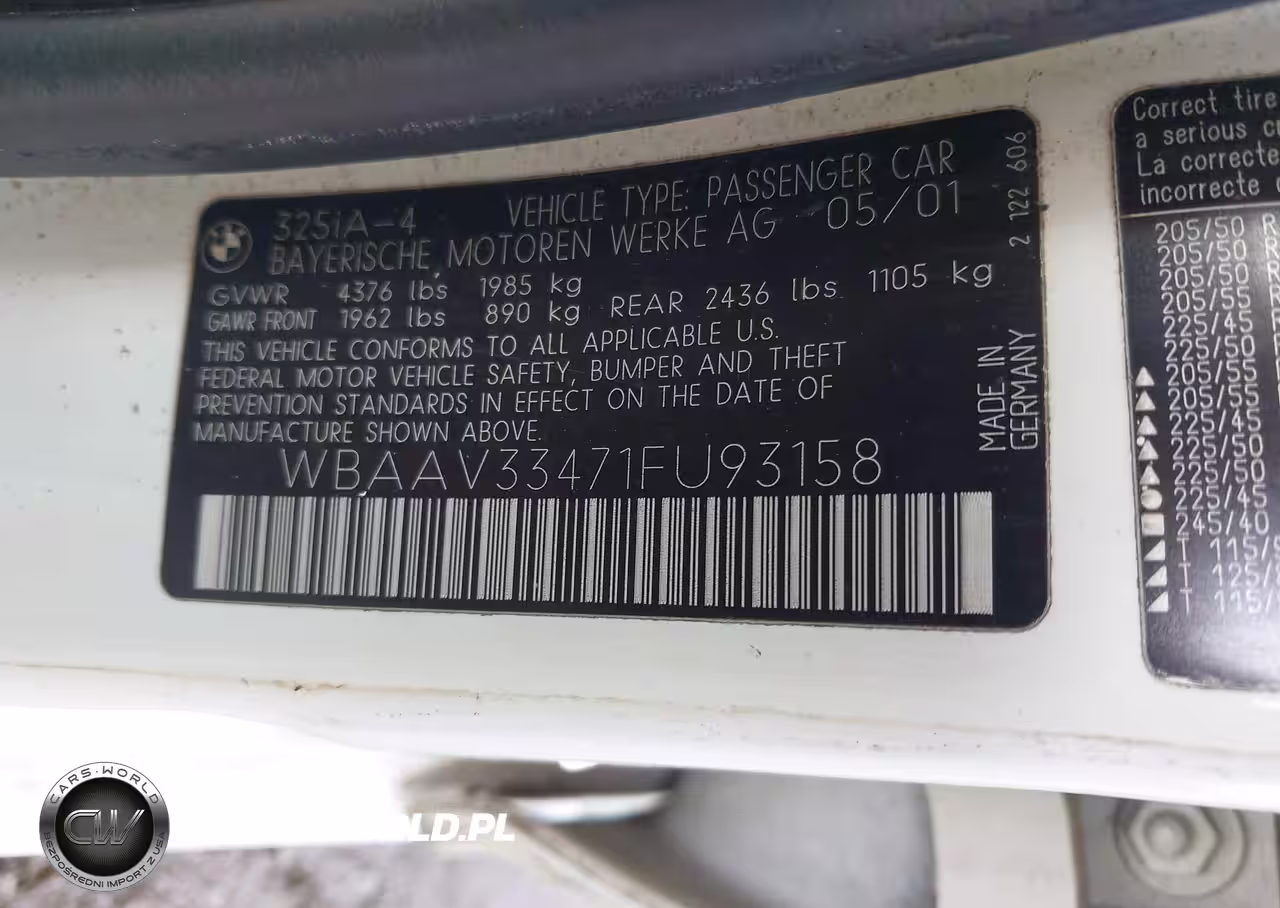 325iA-4 VEHICLE TYPE: PASSENGER CAR
BAYERISCHE MOTOREN WERKE AG 05/01
GVWR 4376 lbs 1985 kg
GAWR FRONT 1962 lbs 890 kg REAR 2436 lbs 1105 kg
THIS VEHICLE CONFORMS TO ALL APPLICABLE U.S.
FEDERAL MOTOR VEHICLE SAFETY, BUMPER AND THEFT
PREVENTION STANDARDS IN EFFECT ON THE DATE OF
MANUFACTURE SHOWN ABOVE.
WBAAV33471FU93158
2 122 606
MADE IN
GERMANY
Correct tire
a serious
La correcte
incorrecte
205/50 R
205/50 R
205/50
205/55
225/45
225/50
205/55
205/55
225/45
225/50
225/50
225/45
245/40
T 115/
T 125/
T 115/
CARS-WORLD
CW
BEZPOŚREDNI IMPORT Z USA
LD.PL